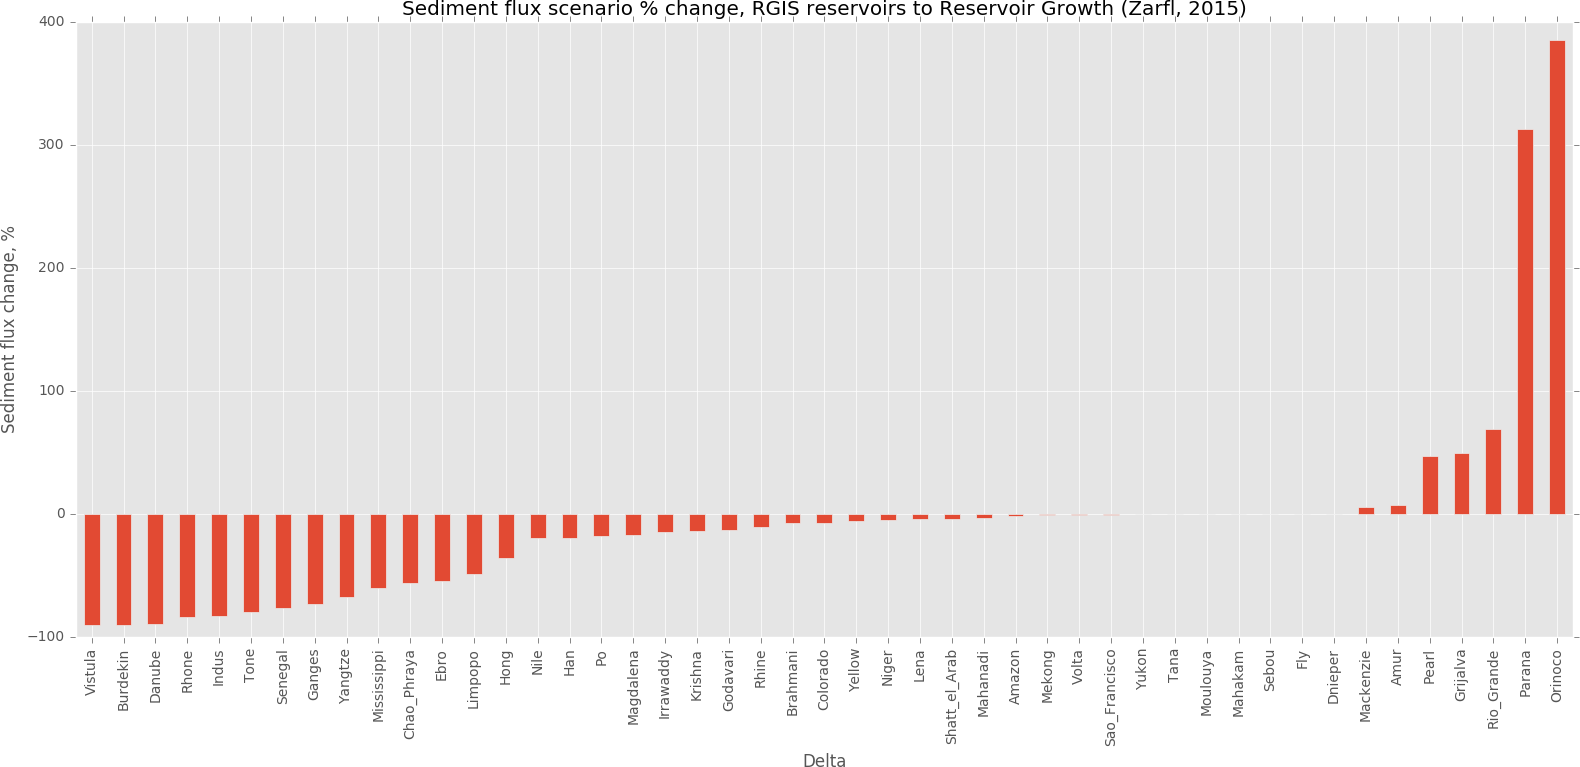 Sediment flux scenario % change, RGIS reservoirs to Reservoir Growth (Zarfl, 2015)
Sediment flux change, %
400
300
200
100
0
−100
Vistula
Burdekin
Danube
Rhone
Indus
Tone
Senegal
Ganges
Yangtze
Mississippi
Chao_Phraya
Ebro
Limpopo
Hong
Nile
Han
Po
Magdalena
Irrawaddy
Krishna
Godavari
Rhine
Brahmani
Colorado
Yellow
Niger
Lena
Shatt_el_Arab
Mahanadi
Amazon
Mekong
Volta
Sao_Francisco
Yukon
Tana
Moulouya
Mahakam
Sebou
Fly
Dnieper
Mackenzie
Amur
Pearl
Grijalva
Rio_Grande
Parana
Orinoco
Delta